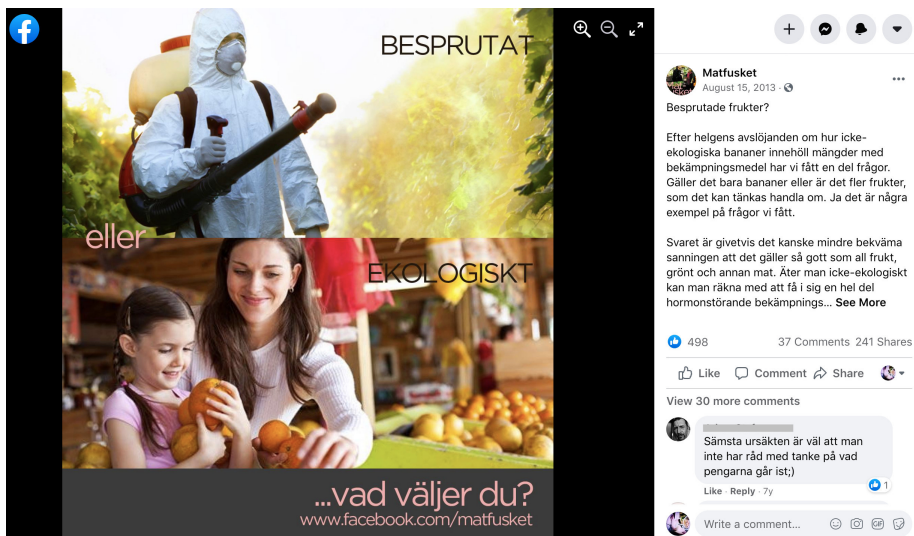 BESPRUTAT
eller
EKOLOGISKT
...vad väljer du?
www.facebook.com/matfusket
Matfusket
August 15, 2013 ·
Besprutade frukter?
Efter helgens avslöjanden om hur icke-
ekologiska bananer innehöll mängder med
bekämpningsmedel har vi fått en del frågor.
Gäller det bara bananer eller är det fler frukter,
som det kan tänkas handla om. Ja det är några
exempel på frågor vi fått.
Svaret är givetvis det kanske mindre bekväma
sanningen att det gäller så gott som all frukt,
grönt och annan mat. Äter man icke-ekologiskt
kan man räkna med att få i sig en hel del
hormonstörande bekämpnings... See More
498 37 Comments 241 Shares
Like Comment Share
View 30 more comments
Sämsta ursäkten är väl att man
inte har råd med tanke på vad
pengarna går ist;)
1
Like · Reply · 7y
Write a comment...
GIF